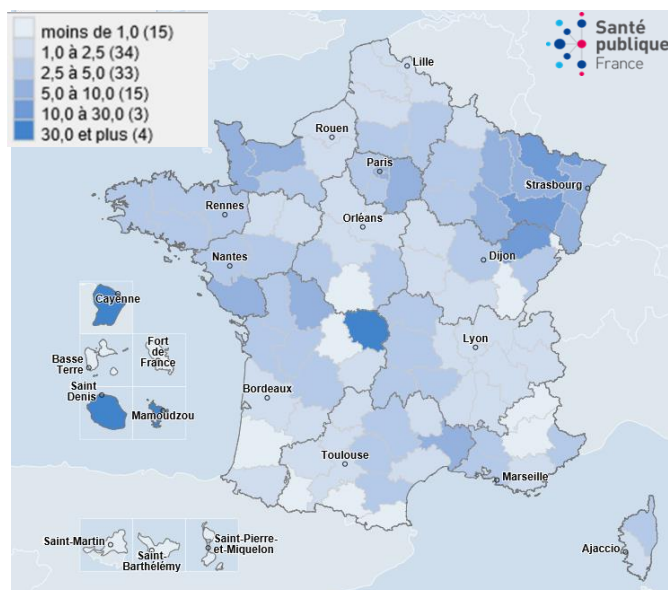 moins de 1,0 (15)
1,0 à 2,5 (34)
2,5 à 5,0 (33)
5,0 à 10,0 (15)
10,0 à 30,0 (3)
30,0 et plus (4)
Santé
publique
France
Lille
Rouen
Paris
Strasbourg
Rennes
Orléans
Nantes
Dijon
Cayenne
Lyon
Basse
Terre
Fort
de
France
Saint
Denis
Mamoudzou
Bordeaux
Toulouse
Marseille
Saint-Martin
Saint-
Barthélémy
Saint-Pierre
et-Miquelon
Ajaccio